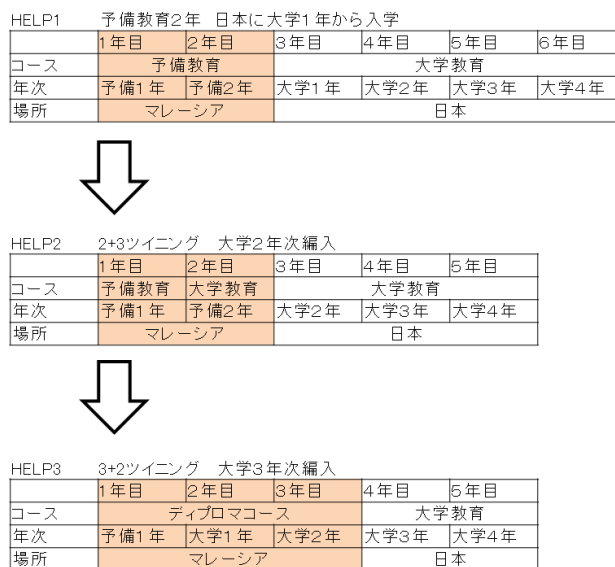 HELP1 予備教育2年 日本に大学1年から入学
1年目 2年目 3年目 4年目 5年目 6年目
コース 予備教育 大学教育
年次 予備1年 予備2年 大学1年 大学2年 大学3年 大学4年
場所 マレーシア 日本
HELP2 2+3ツイニング 大学2年次編入
1年目 2年目 3年目 4年目 5年目
コース 予備教育 大学教育 大学教育
年次 予備1年 予備2年 大学2年 大学3年 大学4年
場所 マレーシア 日本
HELP3 3+2ツイニング 大学3年次編入
1年目 2年目 3年目 4年目 5年目
コース ディプロマコース 大学教育
年次 予備1年 大学1年 大学2年 大学3年 大学4年
場所 マレーシア 日本